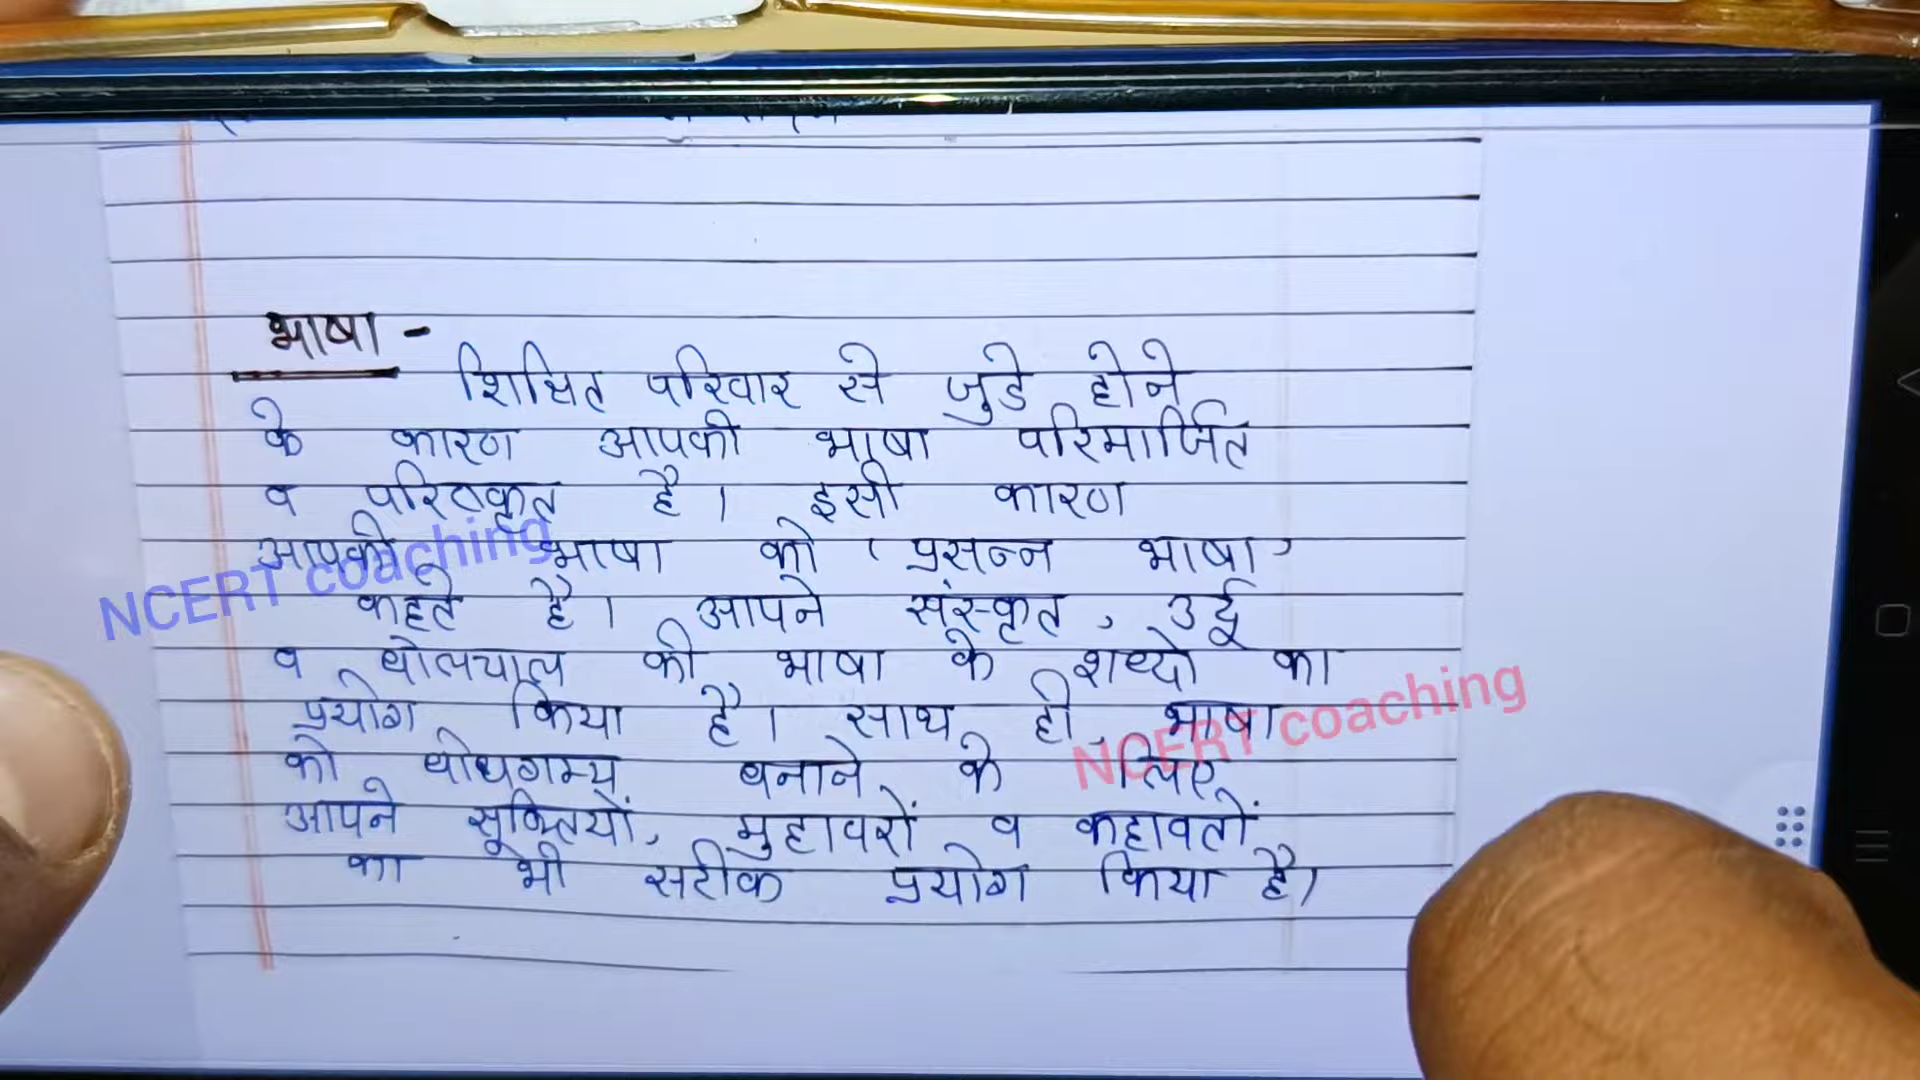 भाषा -
शिक्षित परिवार से जुडे होने
के कारण आपकी भाषा परिमार्जित
व परिष्कृत है। इसी कारण
आपकी भाषा को 'प्रसन्न भाषा'
कहते है। आपने संस्कृत, उर्दू
व बोलचाल की भाषा के शब्दो का
प्रयोग किया है। साथ ही, भाषा
को बोधगम्य बनाने के लिए
आपने सूक्तियों, मुहावरों व कहावतों
का भी सटीक प्रयोग किया है।
NCERT coaching
NCERT coaching